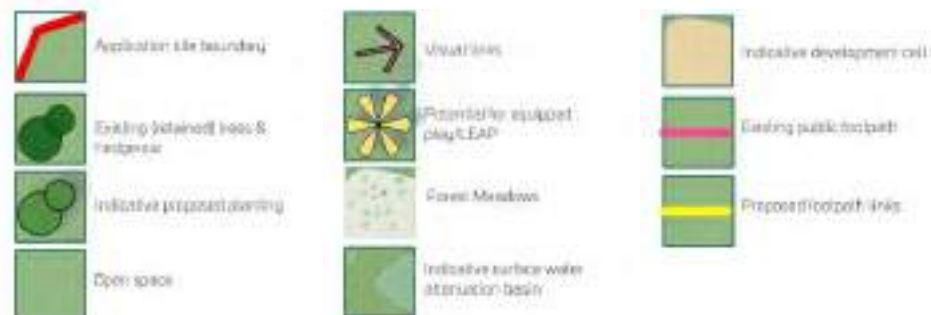 Application site boundary
Existing (retained) trees &
hedgerow
Indicative proposed planting
Open space
Visual links
Potential for equipped
play/LEAP
Forest Meadows
Indicative surface water
attenuation basin
Indicative development cell
Existing public footpath
Proposed footpath links